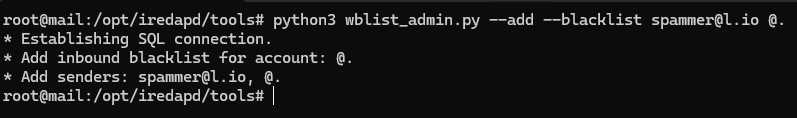 root@mail:/opt/iredapd/tools# python3 wblist_admin.py --add --blacklist spammer@l.io @.
* Establishing SQL connection.
* Add inbound blacklist for account: @.
* Add senders: spammer@l.io, @.
root@mail:/opt/iredapd/tools#